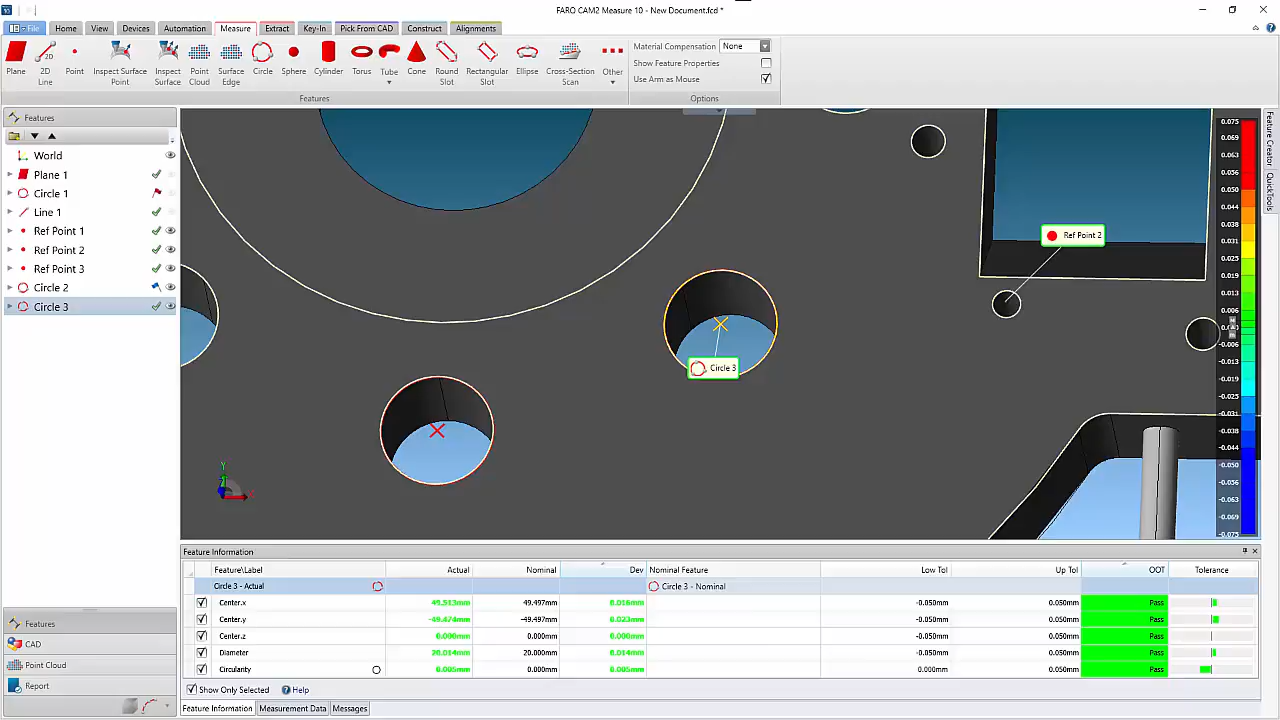 FARO CAM2 Measure 10 - New Document.fcd *
File Home View Devices Automation Measure Extract Key-In Pick From CAD Construct Alignments
Plane
2D Line
Point
Inspect Surface Point
Inspect Surface
Point Cloud
Surface Edge
Circle
Sphere
Cylinder
Torus
Tube
Cone
Round Slot
Rectangular Slot
Ellipse
Cross-Section Scan
Other
Features
Material Compensation None
Show Feature Properties
Use Arm as Mouse
Options
Features
World
Plane 1
Circle 1
Line 1
Ref Point 1
Ref Point 2
Ref Point 3
Circle 2
Circle 3
Features
CAD
Point Cloud
Report
Ref Point 2
Circle 3
0.075
0.069
0.063
0.056
0.050
0.044
0.038
0.031
0.025
0.019
0.013
0.006
-0.006
-0.013
-0.019
-0.025
-0.031
-0.038
-0.044
-0.050
-0.056
-0.063
-0.069
-0.075
Feature Creator
QuickTools
Feature Information
Feature\Label Actual Nominal Dev Nominal Feature Low Tol Up Tol OOT Tolerance
Circle 3 - Actual Circle 3 - Nominal
Center.x 49.513mm 49.497mm 0.016mm -0.050mm 0.050mm Pass
Center.y -49.474mm -49.497mm 0.023mm -0.050mm 0.050mm Pass
Center.z 0.000mm 0.000mm 0.000mm -0.050mm 0.050mm Pass
Diameter 20.014mm 20.000mm 0.014mm -0.050mm 0.050mm Pass
Circularity 0.005mm 0.000mm 0.005mm 0.000mm 0.050mm Pass
Show Only Selected Help
Feature Information Measurement Data Messages